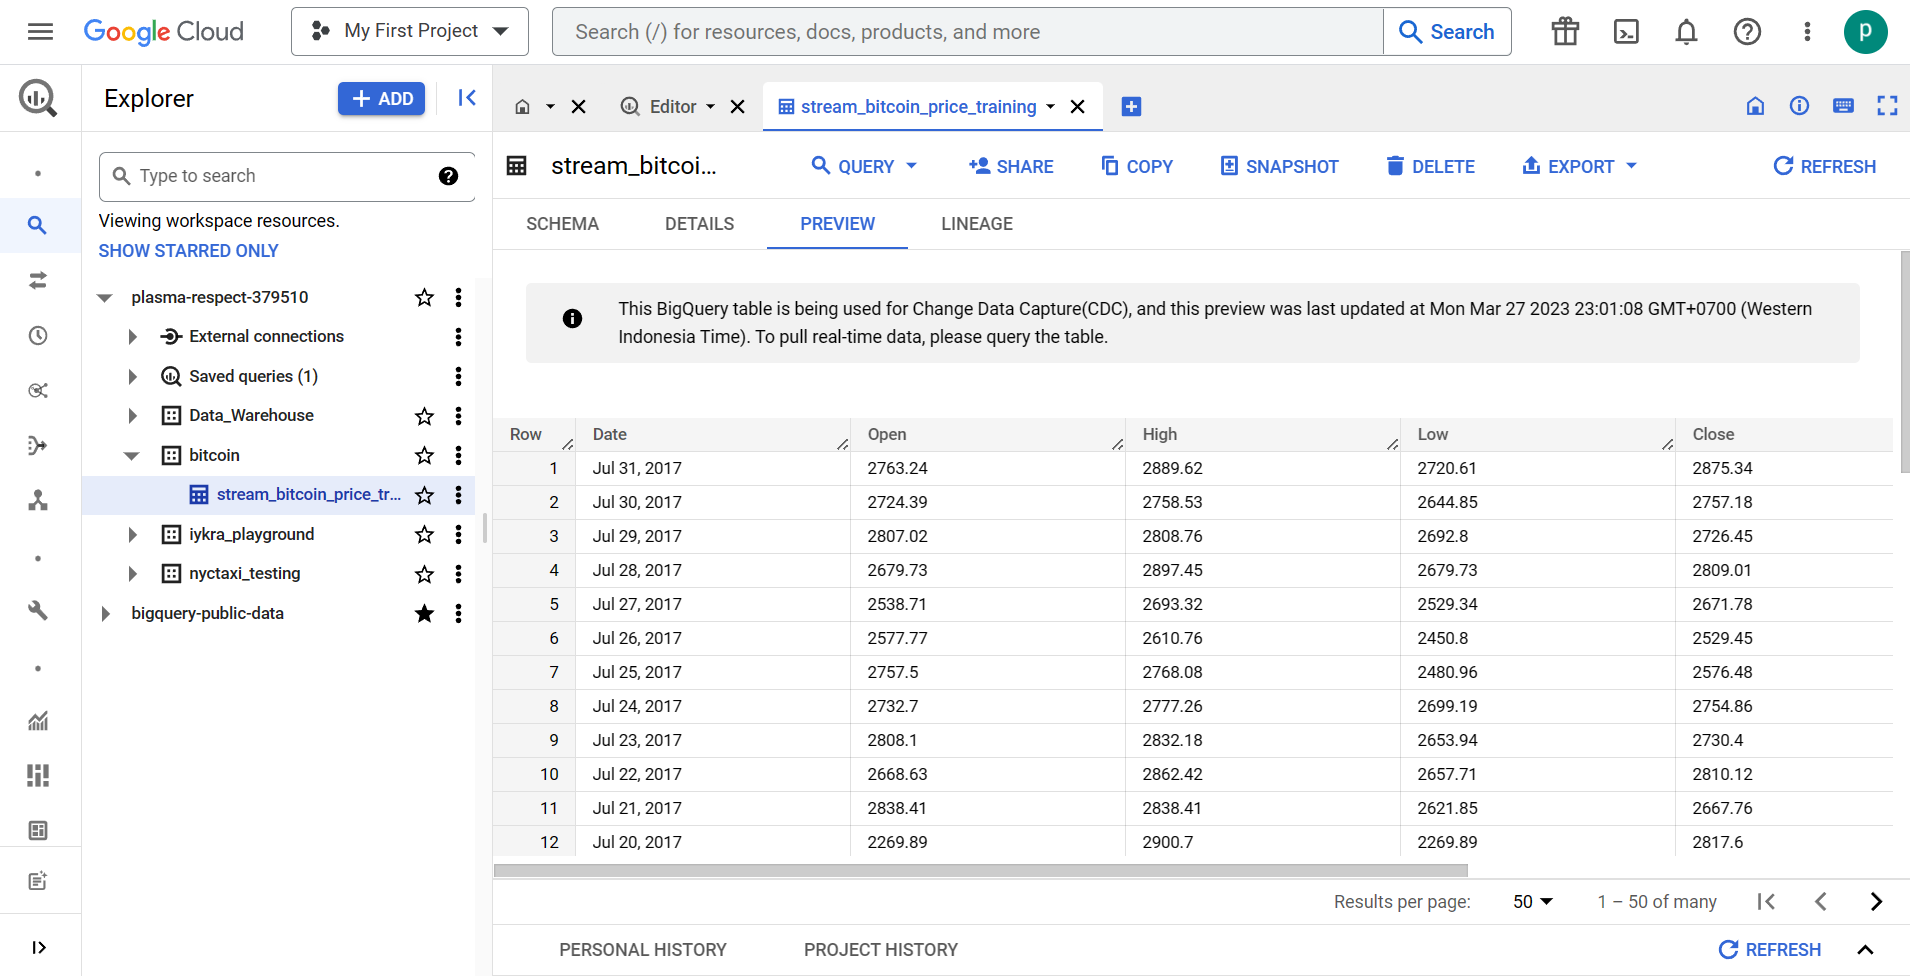 Google Cloud
My First Project
Search (/) for resources, docs, products, and more
Search
p
Explorer
ADD
Editor
stream_bitcoin_price_training
Type to search
Viewing workspace resources.
SHOW STARRED ONLY
plasma-respect-379510
External connections
Saved queries (1)
Data_Warehouse
bitcoin
stream_bitcoin_price_tr...
iykra_playground
nyctaxi_testing
bigquery-public-data
stream_bitcoi...
QUERY
SHARE
COPY
SNAPSHOT
DELETE
EXPORT
REFRESH
SCHEMA
DETAILS
PREVIEW
LINEAGE
This BigQuery table is being used for Change Data Capture(CDC), and this preview was last updated at Mon Mar 27 2023 23:01:08 GMT+0700 (Western
Indonesia Time). To pull real-time data, please query the table.
Row Date Open High Low Close
1 Jul 31, 2017 2763.24 2889.62 2720.61 2875.34
2 Jul 30, 2017 2724.39 2758.53 2644.85 2757.18
3 Jul 29, 2017 2807.02 2808.76 2692.8 2726.45
4 Jul 28, 2017 2679.73 2897.45 2679.73 2809.01
5 Jul 27, 2017 2538.71 2693.32 2529.34 2671.78
6 Jul 26, 2017 2577.77 2610.76 2450.8 2529.45
7 Jul 25, 2017 2757.5 2768.08 2480.96 2576.48
8 Jul 24, 2017 2732.7 2777.26 2699.19 2754.86
9 Jul 23, 2017 2808.1 2832.18 2653.94 2730.4
10 Jul 22, 2017 2668.63 2862.42 2657.71 2810.12
11 Jul 21, 2017 2838.41 2838.41 2621.85 2667.76
12 Jul 20, 2017 2269.89 2900.7 2269.89 2817.6
Results per page: 50 1 – 50 of many
PERSONAL HISTORY
PROJECT HISTORY
REFRESH